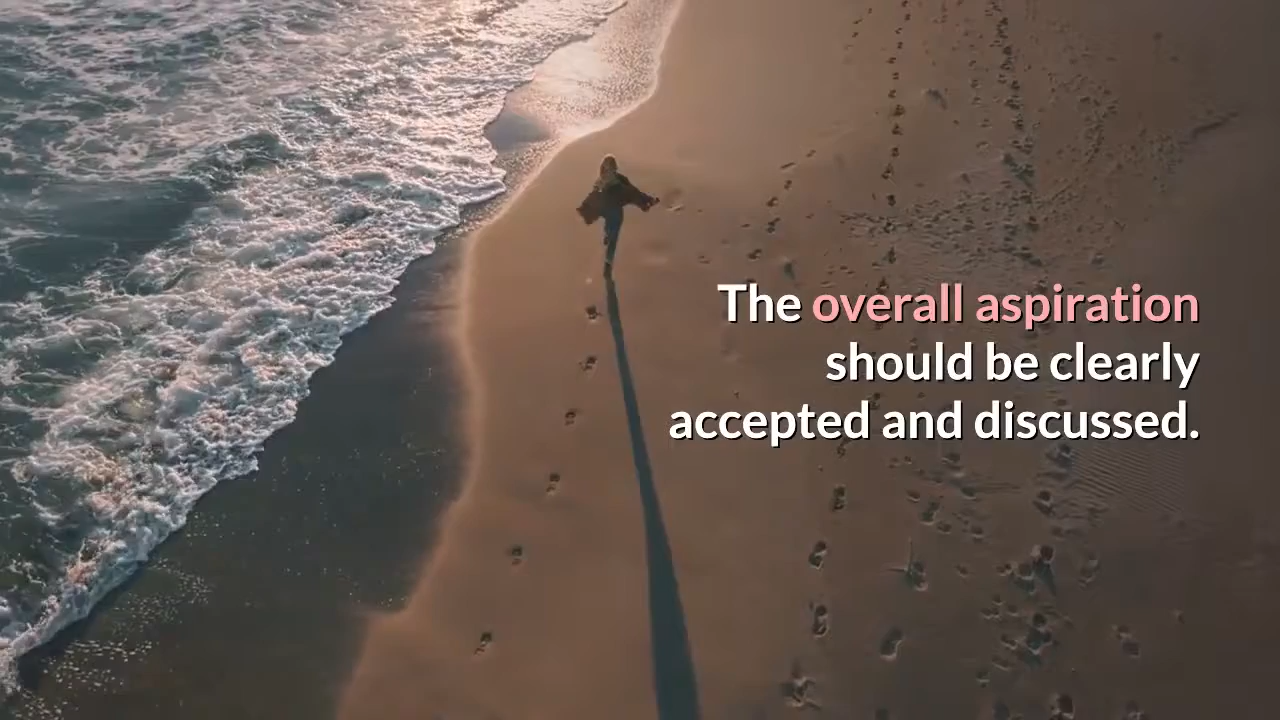 The overall aspiration
should be clearly
accepted and discussed.